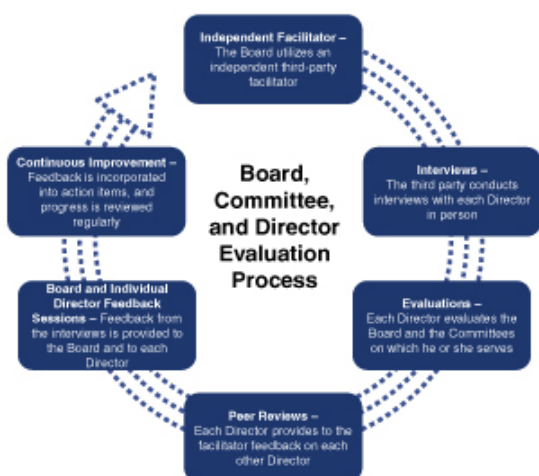 Independent Facilitator –
The Board utilizes an
independent third-party
facilitator
Interviews –
The third party conducts
interviews with each Director
in person
Evaluations –
Each Director evaluates the
Board and the Committees
on which he or she serves
Peer Reviews –
Each Director provides to the
facilitator feedback on each
other Director
Board and Individual
Director Feedback
Sessions – Feedback from
the interviews is provided to
the Board and to each
Director
Continuous Improvement –
Feedback is incorporated
into action items, and
progress is reviewed
regularly
Board,
Committee,
and Director
Evaluation
Process